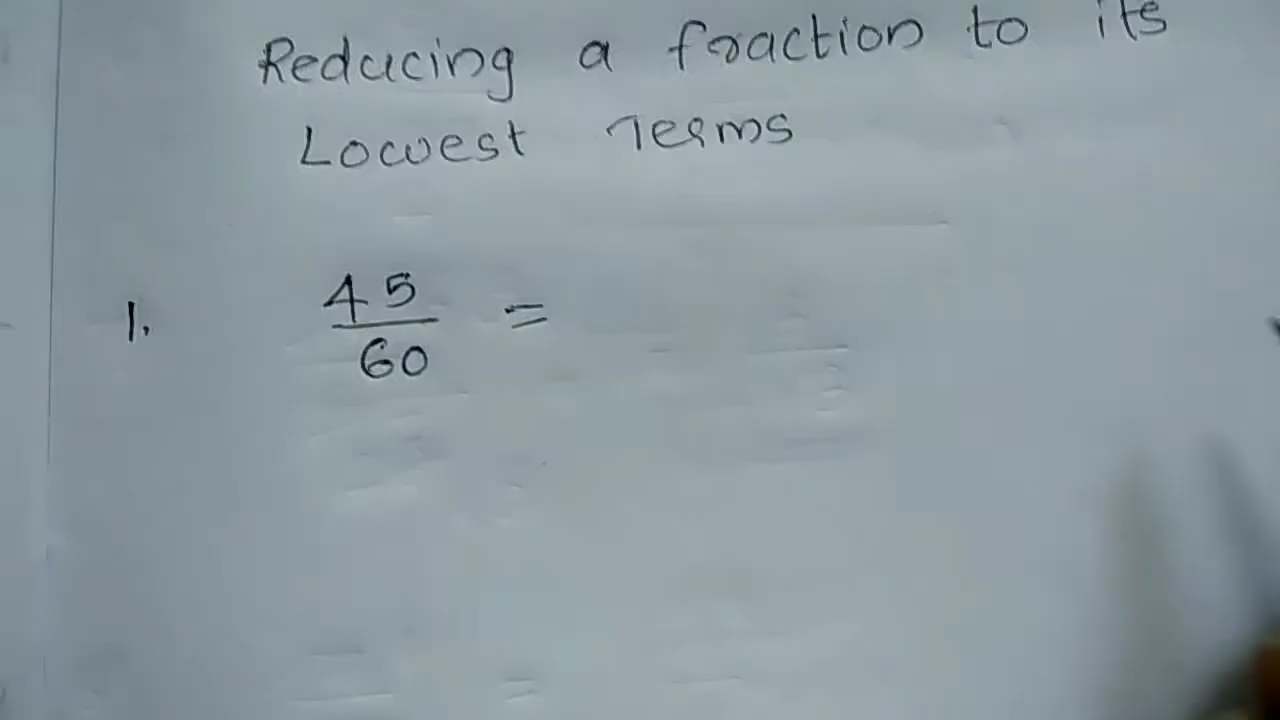 Reducing a fraction to its
Lowest Terms
1. 45/60 =